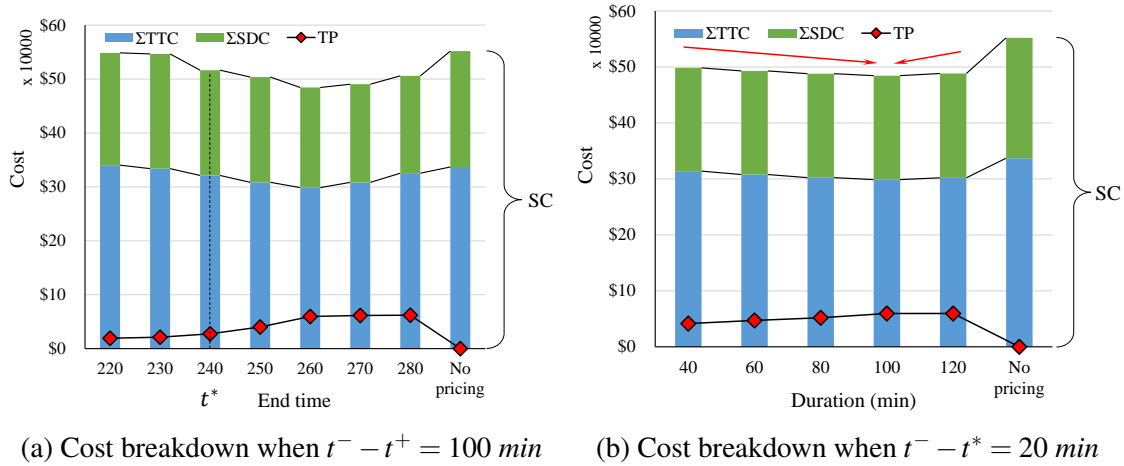 x 10000
Cost
$60
$50
$40
$30
$20
$10
$0
ΣTTC ΣSDC TP
SC
220 230 240 250 260 270 280 No pricing
t* End time
(a) Cost breakdown when t⁻ − t⁺ = 100 min
x 10000
Cost
$60
$50
$40
$30
$20
$10
$0
ΣTTC ΣSDC TP
SC
40 60 80 100 120 No pricing
Duration (min)
(b) Cost breakdown when t⁻ − t* = 20 min